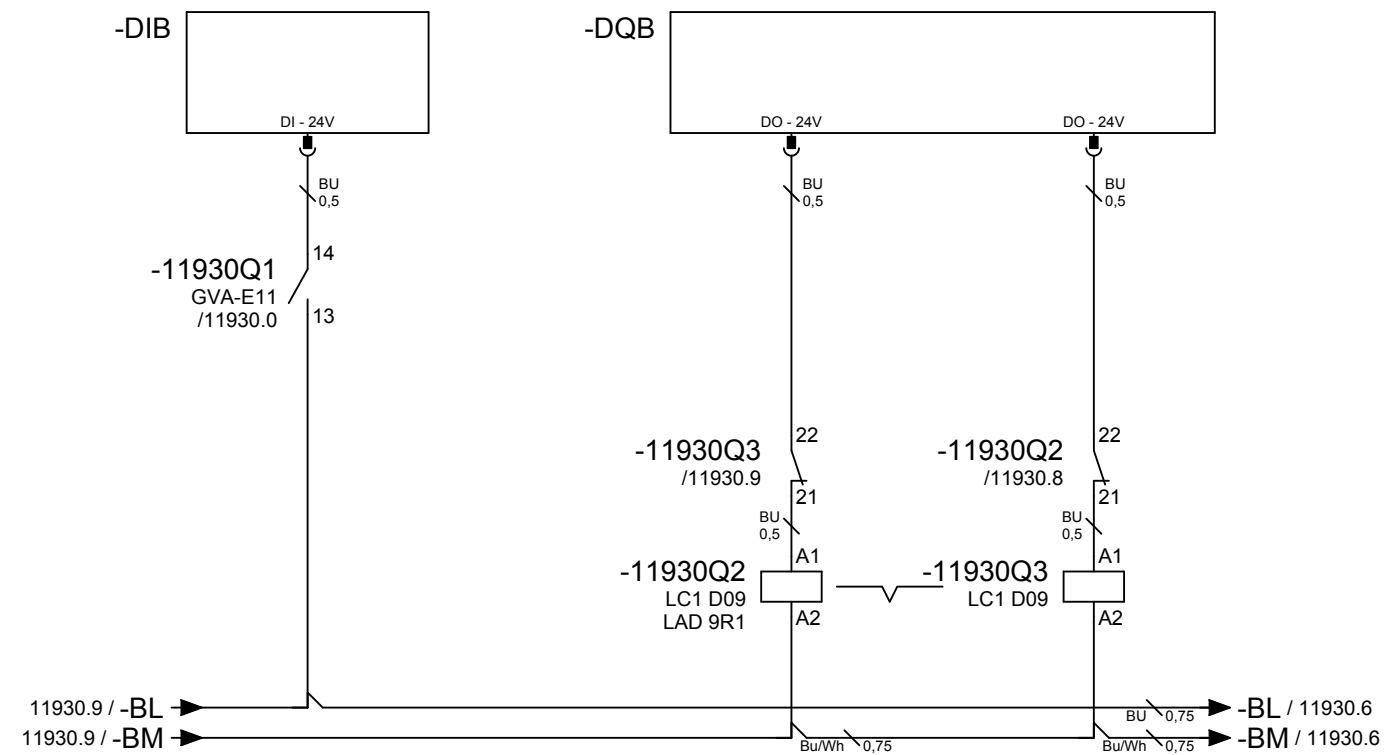 -DIB
-DQB
DI - 24V
DO - 24V
DO - 24V
BU
0,5
BU
0,5
BU
0,5
14
-11930Q1
GVA-E11
/11930.0
13
22
-11930Q3
/11930.9
21
22
-11930Q2
/11930.8
21
BU
0,5
BU
0,5
A1
-11930Q2
LC1 D09
LAD 9R1
A2
A1
-11930Q3
LC1 D09
A2
11930.9 / -BL
BU 0,75
-BL / 11930.6
11930.9 / -BM
Bu/Wh 0,75
Bu/Wh 0,75
-BM / 11930.6